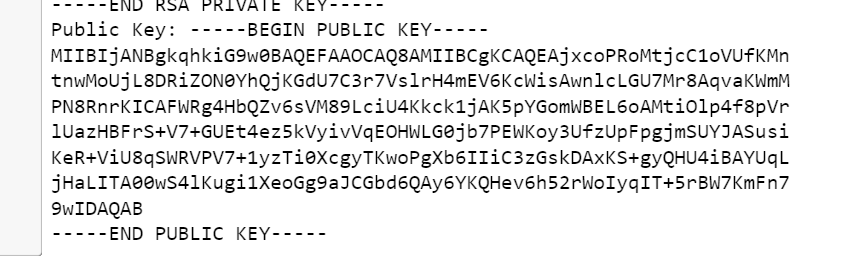 -----END RSA PRIVATE KEY-----
Public Key: -----BEGIN PUBLIC KEY-----
MIIBIjANBgkqhkiG9w0BAQEFAAOCAQ8AMIIBCgKCAQEAjxcoPRoMtjcC1oVUfKMn
tnwMoUjL8DRiZON0YhQjKGdU7C3r7VslrH4mEV6KcWisAwnlcLGU7Mr8AqvaKWmM
PN8RnrKICAFWRg4HbQZv6sVM89LciU4Kkck1jAK5pYGomWBEL6oAMtiOlp4f8pVr
lUazHBFrS+V7+GUEt4ez5kVyivVqEOHWLG0jb7PEWKoy3UfzUpFpgjmSUYJASusi
KeR+ViU8qSWRVPV7+1yzTi0XcgyTKwoPgXb6IIiC3zGskDAxKS+gyQHU4iBAYUqL
jHaLITA00wS4lKugi1XeoGg9aJCGbd6QAy6YKQHev6h52rWoIyqIT+5rBW7KmFn7
9wIDAQAB
-----END PUBLIC KEY-----